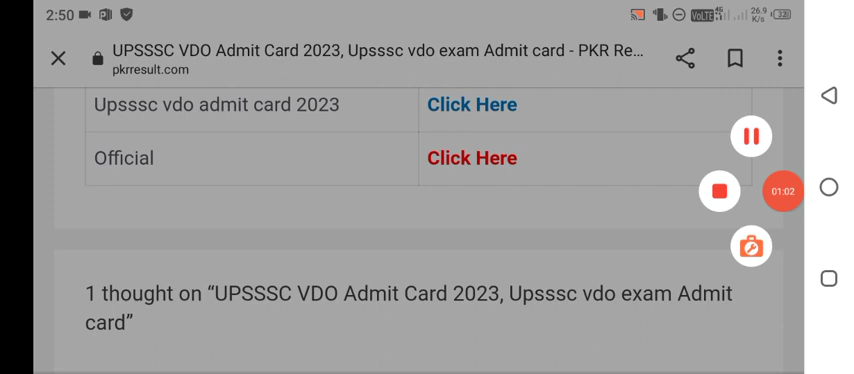 2:50
VoLTE 4G 26.9 K/s 32
UPSSSC VDO Admit Card 2023, Upsssc vdo exam Admit card - PKR Re...
pkrresult.com
Upsssc vdo admit card 2023 Click Here
Official Click Here
01:02
1 thought on “UPSSSC VDO Admit Card 2023, Upsssc vdo exam Admit
card”